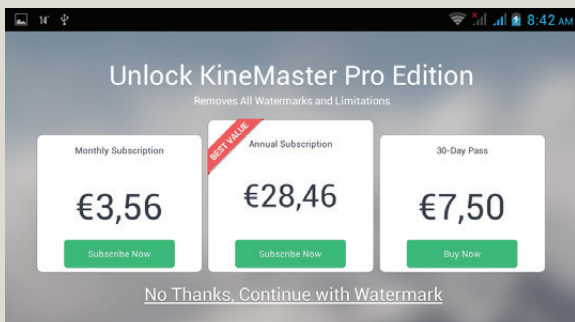 14°
8:42 AM
Unlock KineMaster Pro Edition
Removes All Watermarks and Limitations
Monthly Subscription
€3,56
Subscribe Now
BEST VALUE
Annual Subscription
€28,46
Subscribe Now
30-Day Pass
€7,50
Buy Now
No Thanks, Continue with Watermark